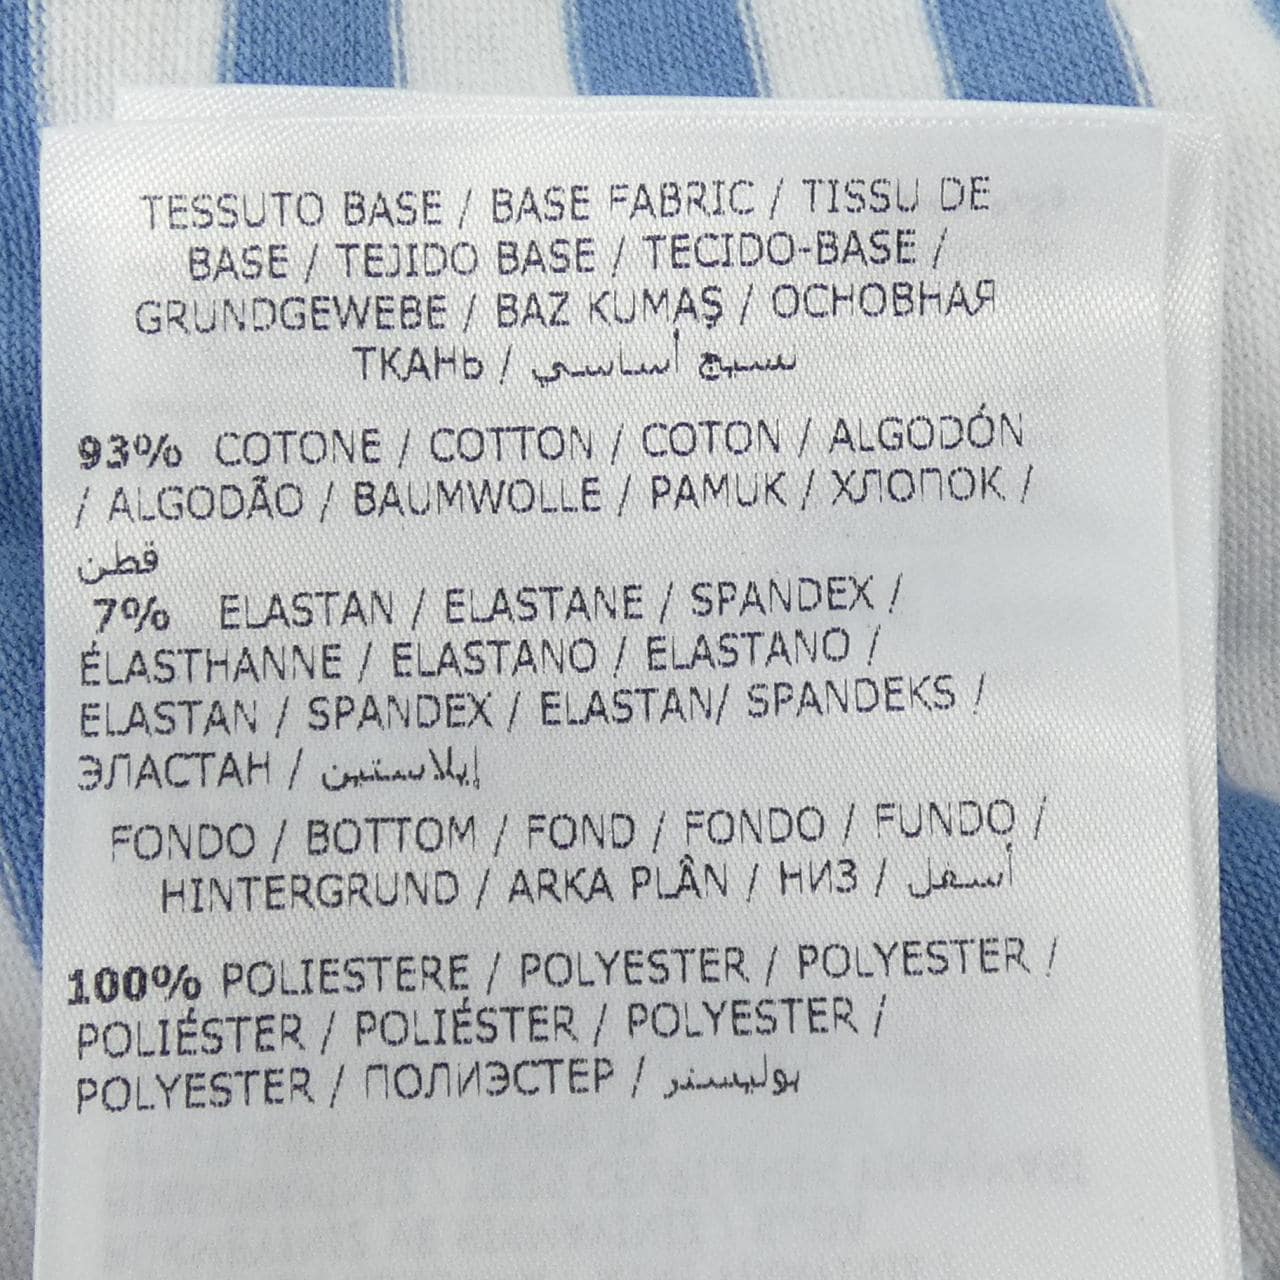 TESSUTO BASE / BASE FABRIC / TISSU DE
BASE / TEJIDO BASE / TECIDO-BASE /
GRUNDGEWEBE / BAZ KUMAŞ / ОСНОВНАЯ
ТКАНЬ / نسيج أساسي
93% COTONE / COTTON / COTON / ALGODÓN
/ ALGODÃO / BAUMWOLLE / PAMUK / ХЛОПОК /
قطن
7% ELASTAN / ELASTANE / SPANDEX /
ÉLASTHANNE / ELASTANO / ELASTANO /
ELASTAN / SPANDEX / ELASTAN/ SPANDEKS /
ЭЛАСТАН / إيلاستين
FONDO / BOTTOM / FOND / FONDO / FUNDO /
HINTERGRUND / ARKA PLÂN / НИЗ / أسفل
100% POLIESTERE / POLYESTER / POLYESTER /
POLIÉSTER / POLIÉSTER / POLYESTER /
POLYESTER / ПОЛИЭСТЕР / بوليستر